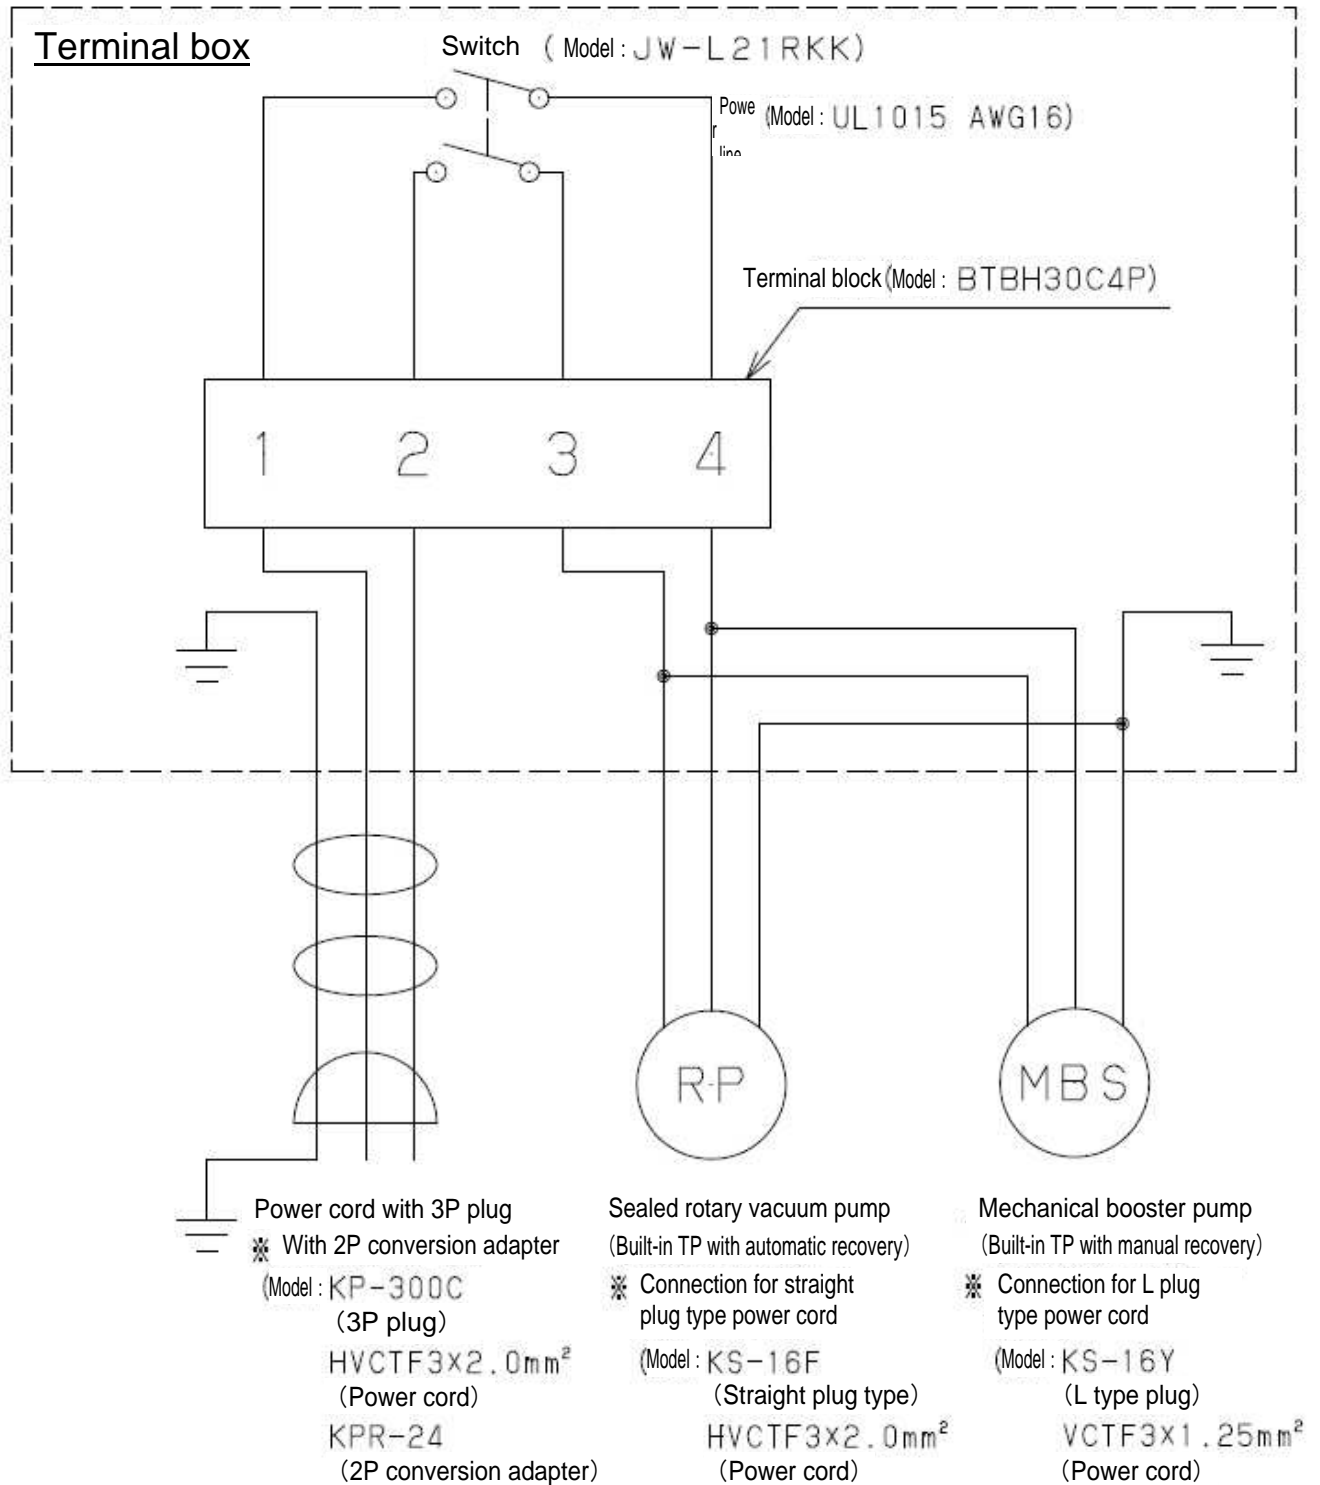 Terminal box
Switch (Model : JW-L21RKK)
Powe
r
line
(Model : UL1015 AWG16)
Terminal block(Model : BTBH30C4P)
1 2 3 4
R-P
MBS
Power cord with 3P plug
※ With 2P conversion adapter
(Model : KP-300C
(3P plug)
HVCTF3×2.0mm²
(Power cord)
KPR-24
(2P conversion adapter)
Sealed rotary vacuum pump
(Built-in TP with automatic recovery)
※ Connection for straight
plug type power cord
(Model : KS-16F
(Straight plug type)
HVCTF3×2.0mm²
(Power cord)
Mechanical booster pump
(Built-in TP with manual recovery)
※ Connection for L plug
type power cord
(Model : KS-16Y
(L type plug)
VCTF3×1.25mm²
(Power cord)